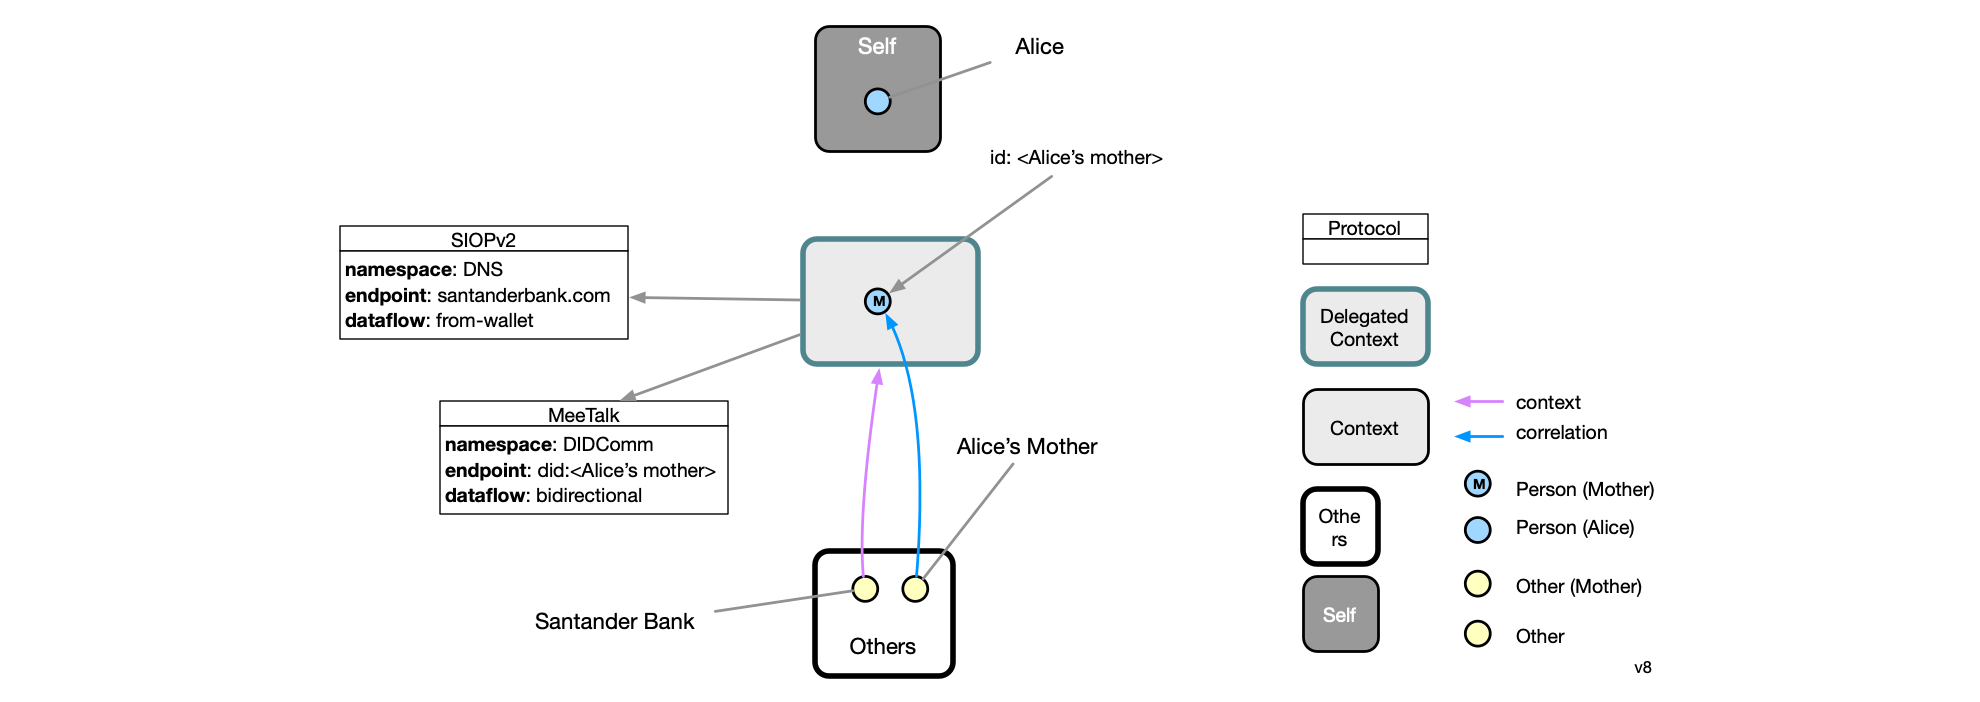 Self
Alice
id: <Alice’s mother>
SIOPv2
namespace: DNS
endpoint: santanderbank.com
dataflow: from-wallet
M
MeeTalk
namespace: DIDComm
endpoint: did:<Alice’s mother>
dataflow: bidirectional
Alice’s Mother
Santander Bank
Others
Protocol
Delegated
Context
Context
context
correlation
Othe
rs
M
Person (Mother)
Person (Alice)
Self
Other (Mother)
Other
v8